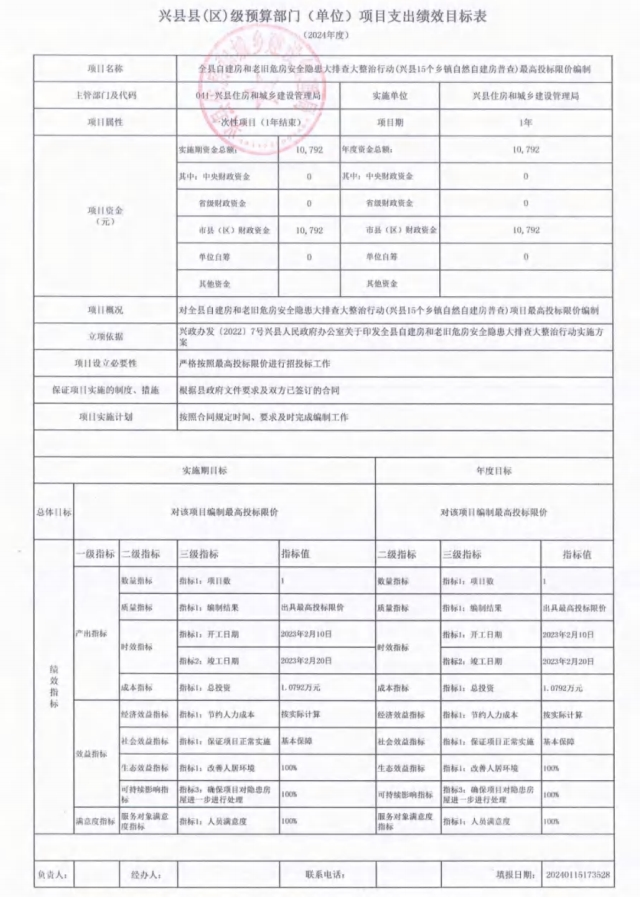 兴县县(区)级预算部门（单位）项目支出绩效目标表
（2024年度）
项目名称 全县自建房和老旧危房安全隐患大排查大整治行动(兴县15个乡镇自然自建房普查)最高投标限价编制
主管部门及代码 041-兴县住房和城乡建设管理局 实施单位 兴县住房和城乡建设管理局
项目属性 一次性项目（1年结束） 项目期 1年
项目资金（元） 实施期资金总额： 10,792 年度资金总额： 10,792
其中：中央财政资金 0 其中：中央财政资金 0
省级财政资金 0 省级财政资金 0
市县（区）财政资金 10,792 市县（区）财政资金 10,792
单位自筹 0 单位自筹 0
其他资金 其他资金
项目概况 对全县自建房和老旧危房安全隐患大排查大整治行动(兴县15个乡镇自然自建房普查)项目最高投标限价编制
立项依据 兴政办发〔2022〕7号兴县人民政府办公室关于印发全县自建房和老旧危房安全隐患大排查大整治行动实施方
案
项目设立必要性 严格按照最高投标限价进行招投标工作
保证项目实施的制度、措施 根据县政府文件要求及双方已签订的合同
项目实施计划 按照合同规定时间、要求及时完成编制工作
实施期目标 年度目标
总体目标 对该项目编制最高投标限价 对该项目编制最高投标限价
绩效指标 一级指标 二级指标 三级指标 指标值 二级指标 三级指标 指标值
产出指标 数量指标 指标1：项目数 1 数量指标 指标1：项目数 1
质量指标 指标1：编制结果 出具最高投标限价 质量指标 指标1：编制结果 出具最高投标限价
时效指标 指标1：开工日期 2023年2月10日 时效指标 指标1：开工日期 2023年2月10日
指标2：竣工日期 2023年2月20日 指标2：竣工日期 2023年2月20日
成本指标 指标1：总投资 1.0792万元 成本指标 指标1：总投资 1.0792万元
效益指标 经济效益指标 指标1：节约人力成本 按实际计算 经济效益指标 指标1：节约人力成本 按实际计算
社会效益指标 指标1：保证项目正常实施 基本保障 社会效益指标 指标1：保证项目正常实施 基本保障
生态效益指标 指标1：改善人居环境 100% 生态效益指标 指标1：改善人居环境 100%
可持续影响指标 指标3：确保项目对隐患房屋进一步进行处理 100% 可持续影响指标 指标3：确保项目对隐患房屋进一步进行处理 100%
满意度指标 服务对象满意度指标 指标1：人员满意度 100% 服务对象满意度指标 指标1：人员满意度 100%
负责人： 经办人： 联系电话： 填报日期： 20240115173528